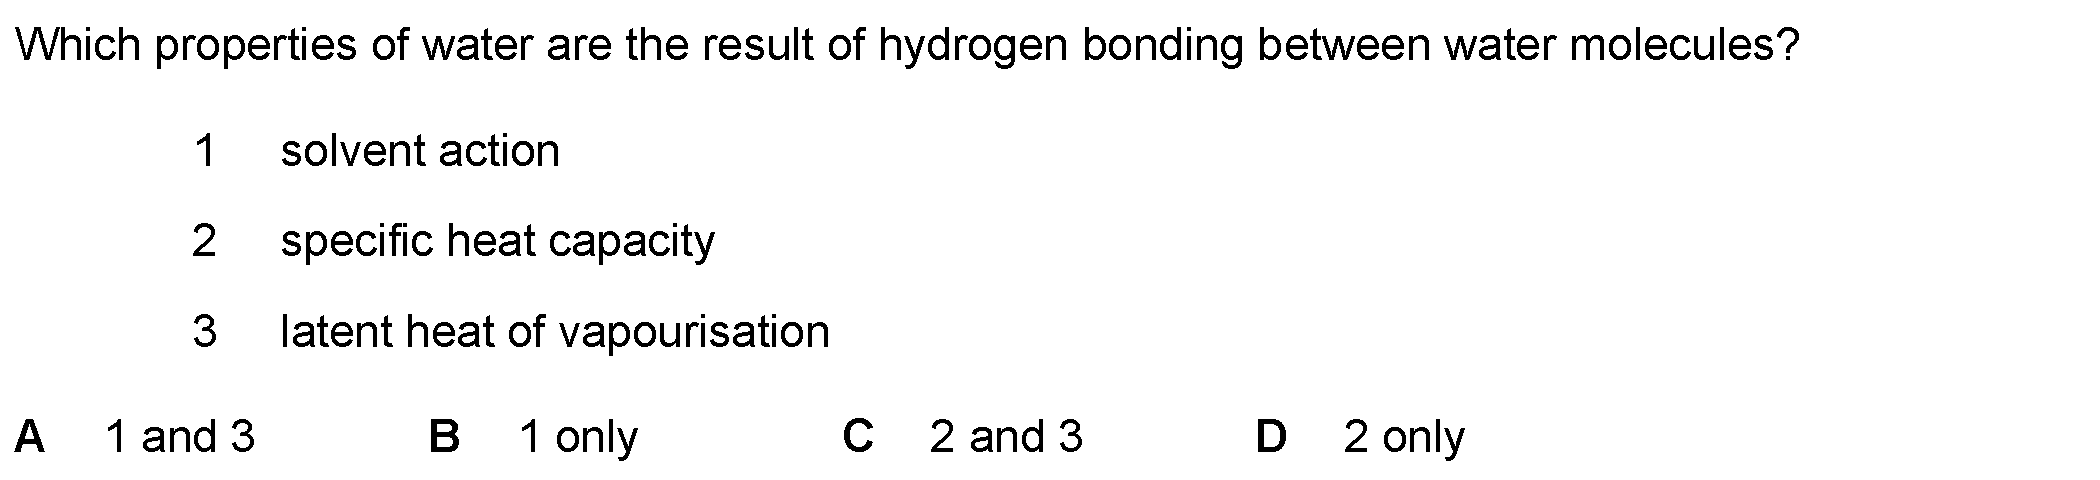 Which properties of water are the result of hydrogen bonding between water molecules?
1 solvent action
2 specific heat capacity
3 latent heat of vapourisation
A 1 and 3 B 1 only C 2 and 3 D 2 only